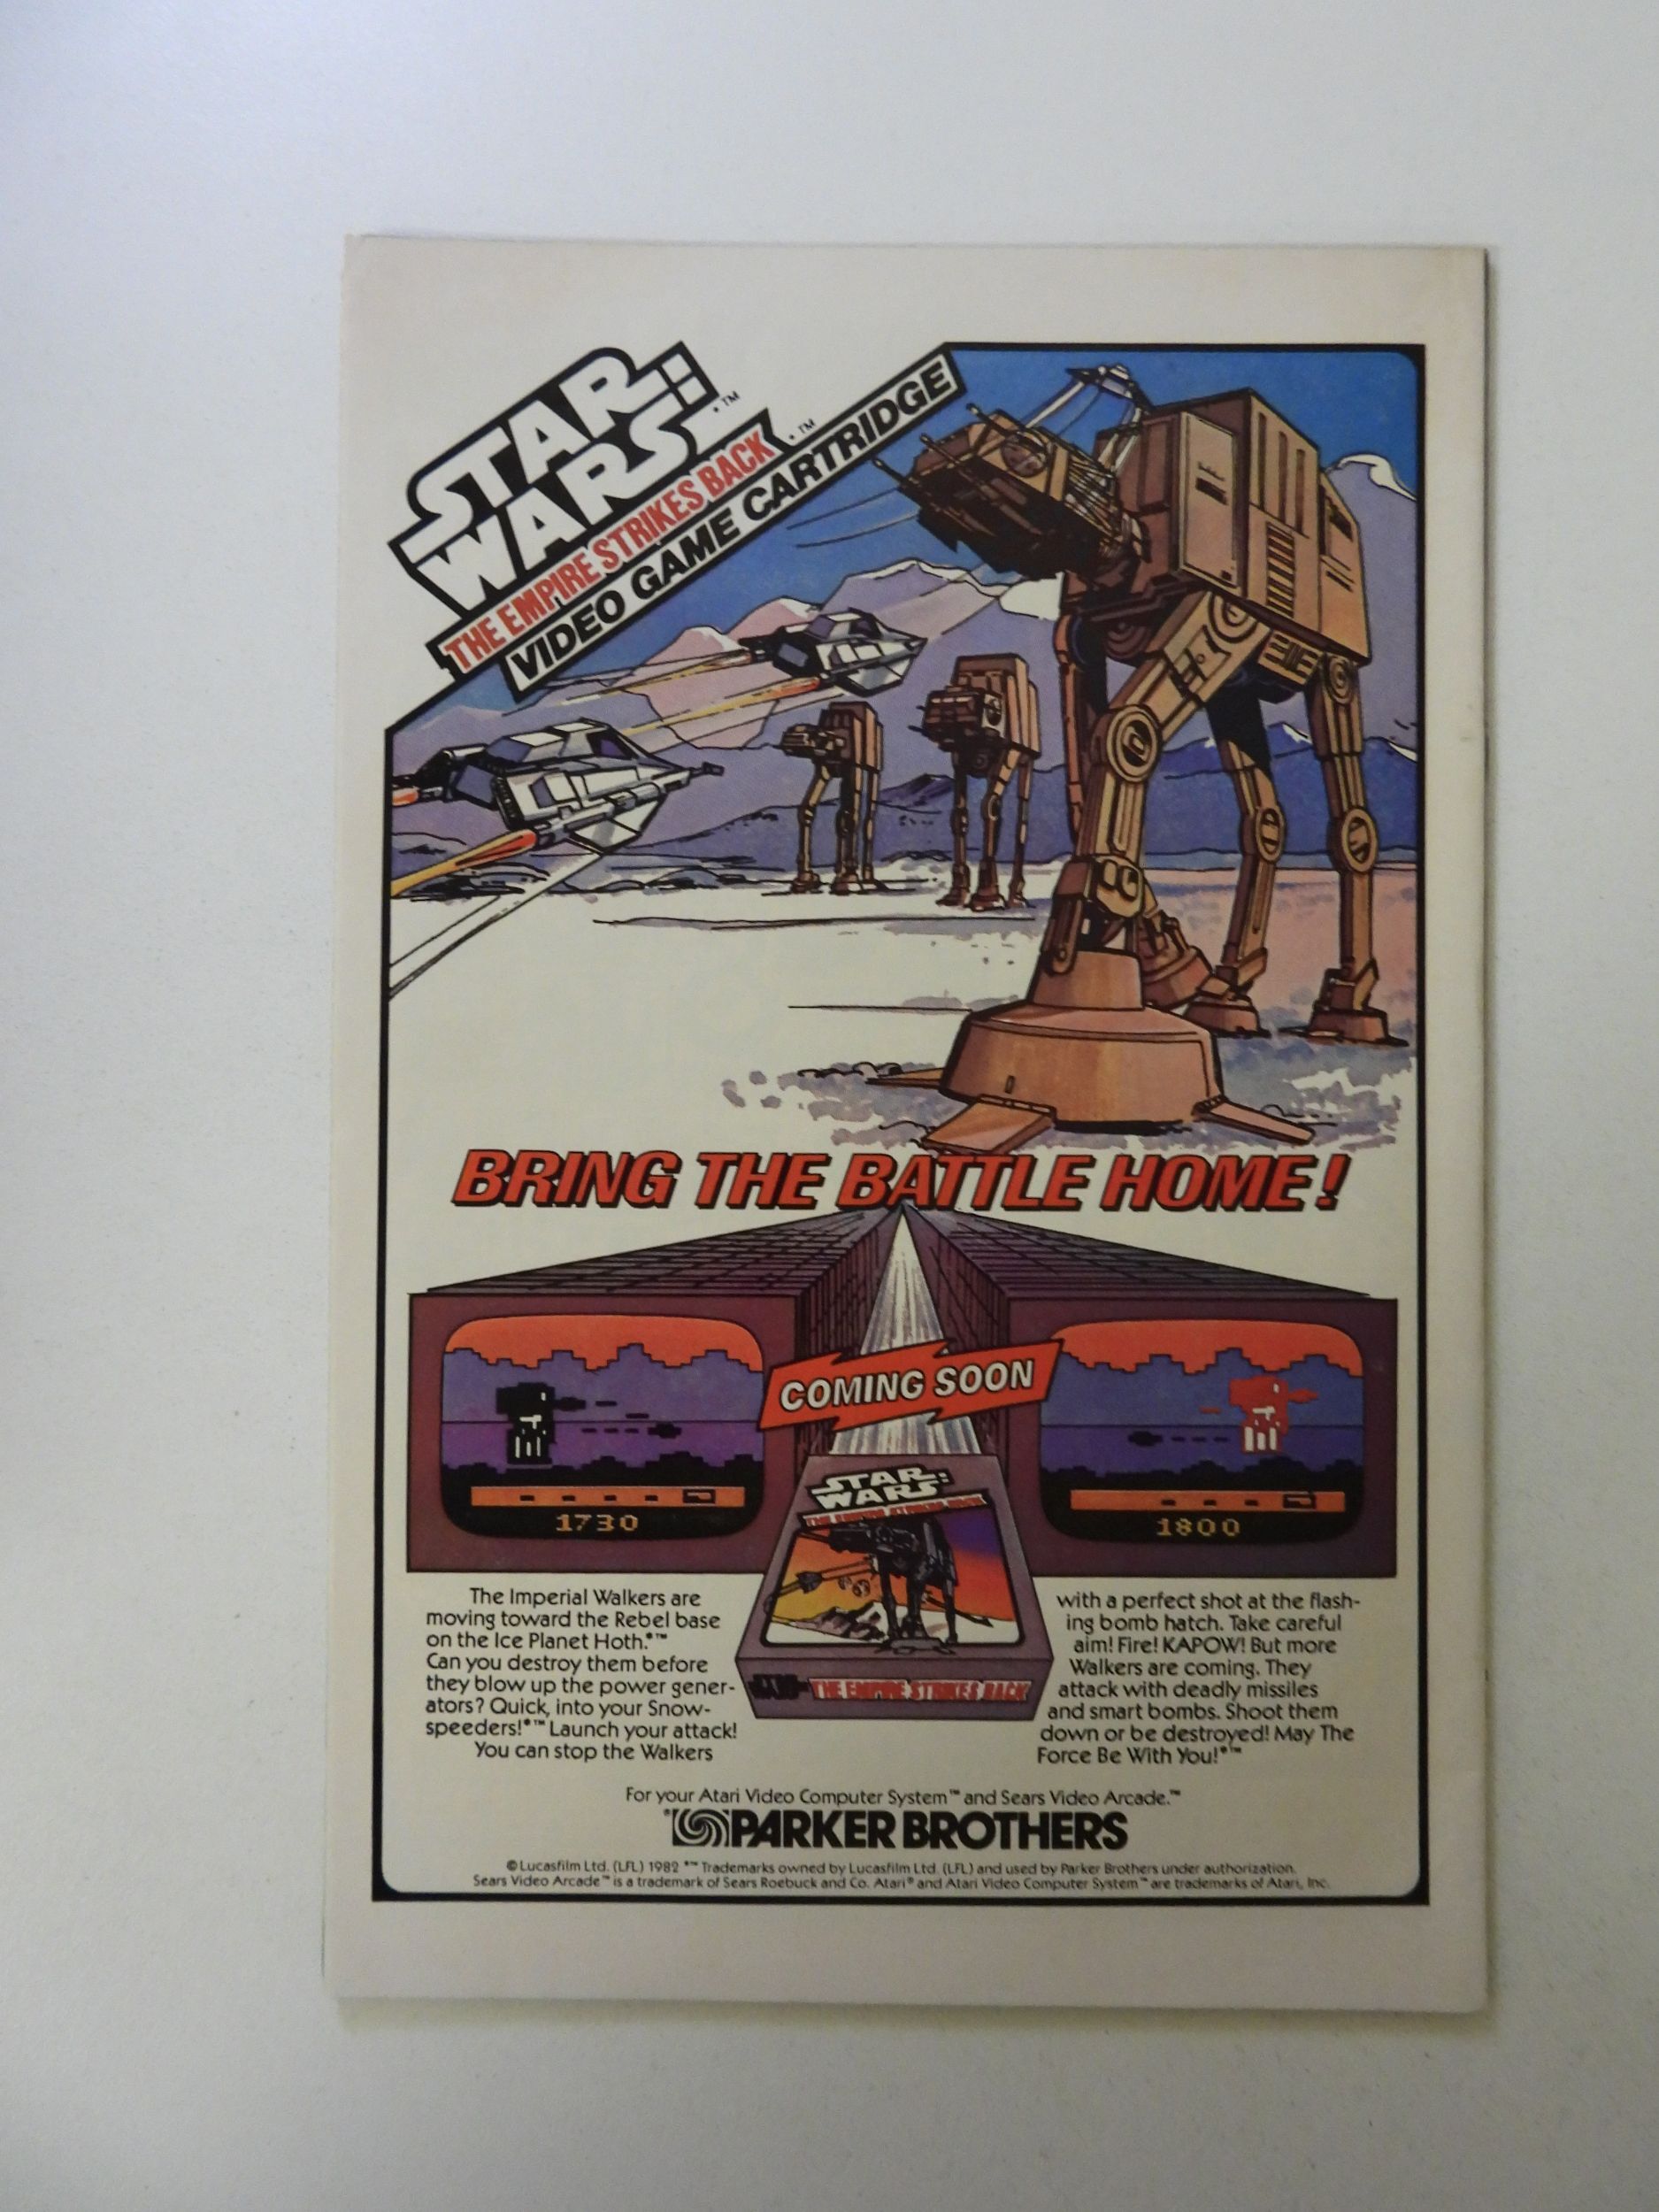 STAR
WARS.™
THE EMPIRE STRIKES BACK.™
VIDEO GAME CARTRIDGE
BRING THE BATTLE HOME!
COMING SOON
1730
1800
STAR
WARS
THE EMPIRE STRIKES BACK
THE EMPIRE STRIKES BACK
The Imperial Walkers are
moving toward the Rebel base
on the Ice Planet Hoth.*™
Can you destroy them before
they blow up the power gener-
ators? Quick, into your Snow-
speeders!*™ Launch your attack!
You can stop the Walkers
with a perfect shot at the flash-
ing bomb hatch. Take careful
aim! Fire! KAPOW! But more
Walkers are coming. They
attack with deadly missiles
and smart bombs. Shoot them
down or be destroyed! May The
Force Be With You!*™
For your Atari Video Computer System™ and Sears Video Arcade.™
PARKER BROTHERS
© Lucasfilm Ltd. (LFL) 1982 *™ Trademarks owned by Lucasfilm Ltd. (LFL) and used by Parker Brothers under authorization.
Sears Video Arcade™ is a trademark of Sears Roebuck and Co. Atari® and Atari Video Computer System™ are trademarks of Atari, Inc.